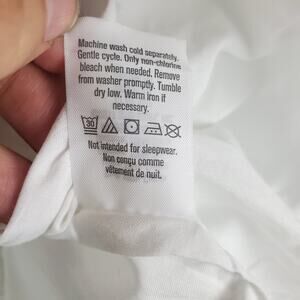 Machine wash cold separately.
Gentle cycle. Only non-chlorine
bleach when needed. Remove
from washer promptly. Tumble
dry low. Warm iron if
necessary.
30
Not intended for sleepwear.
Non conçu comme
vêtement de nuit.